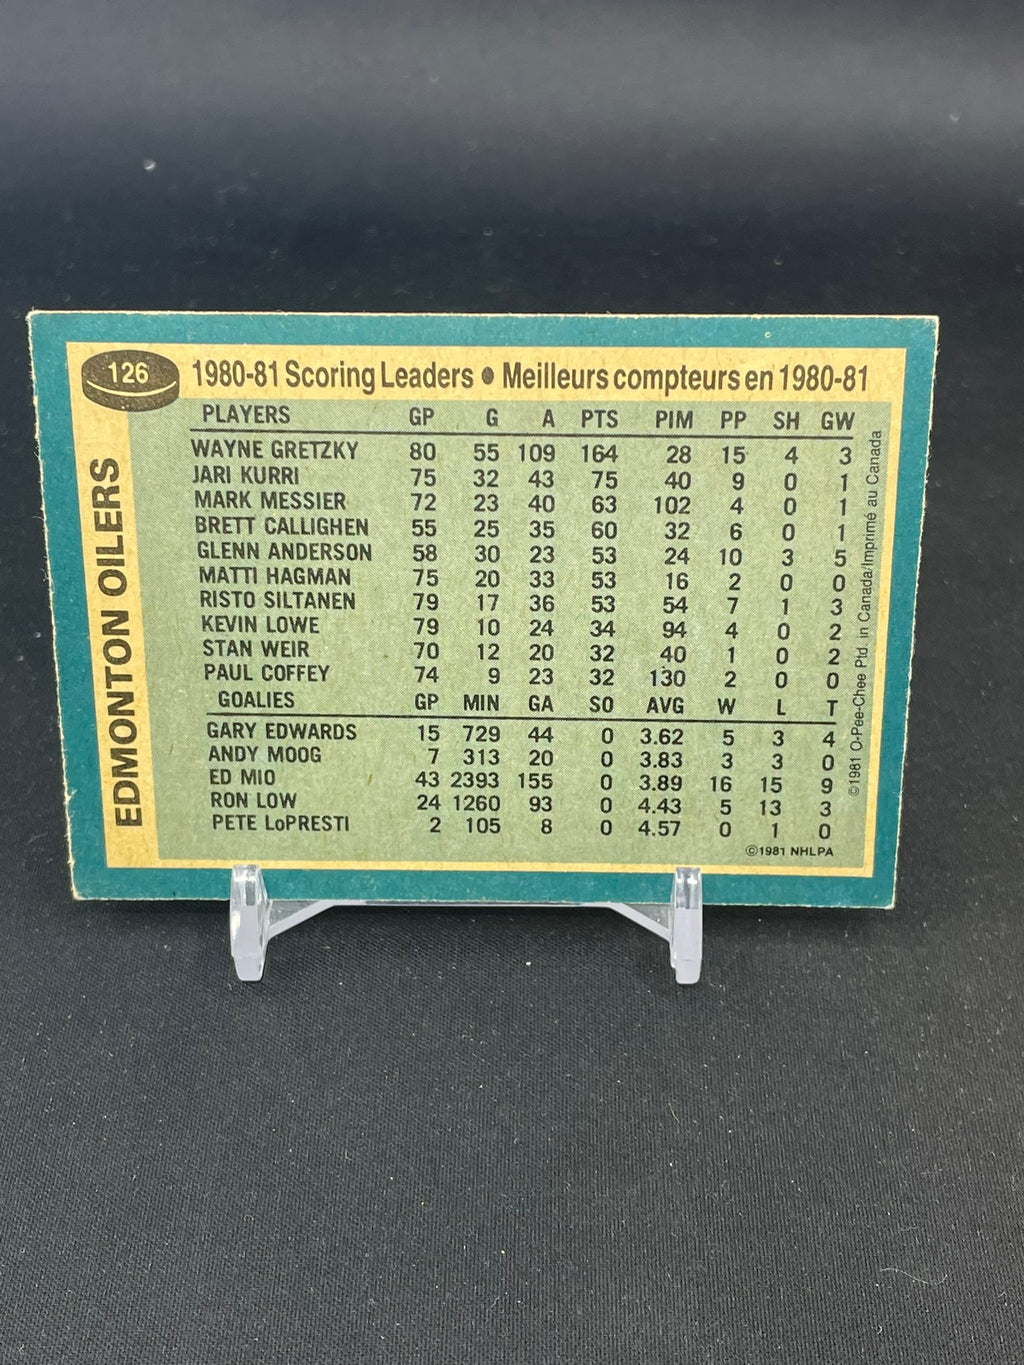 126
1980-81 Scoring Leaders • Meilleurs compteurs en 1980-81
EDMONTON OILERS
PLAYERS GP G A PTS PIM PP SH GW
WAYNE GRETZKY 80 55 109 164 28 15 4 3
JARI KURRI 75 32 43 75 40 9 0 1
MARK MESSIER 72 23 40 63 102 4 0 1
BRETT CALLIGHEN 55 25 35 60 32 6 0 1
GLENN ANDERSON 58 30 23 53 24 10 3 5
MATTI HAGMAN 75 20 33 53 16 2 0 0
RISTO SILTANEN 79 17 36 53 54 7 1 3
KEVIN LOWE 79 10 24 34 94 4 0 2
STAN WEIR 70 12 20 32 40 1 0 2
PAUL COFFEY 74 9 23 32 130 2 0 0
GOALIES GP MIN GA SO AVG W L T
GARY EDWARDS 15 729 44 0 3.62 5 3 4
ANDY MOOG 7 313 20 0 3.83 3 3 0
ED MIO 43 2393 155 0 3.89 16 15 9
RON LOW 24 1260 93 0 4.43 5 13 3
PETE LoPRESTI 2 105 8 0 4.57 0 1 0
©1981 NHLPA
©1981 O-Pee-Chee Ptd. in Canada/Imprimé au Canada